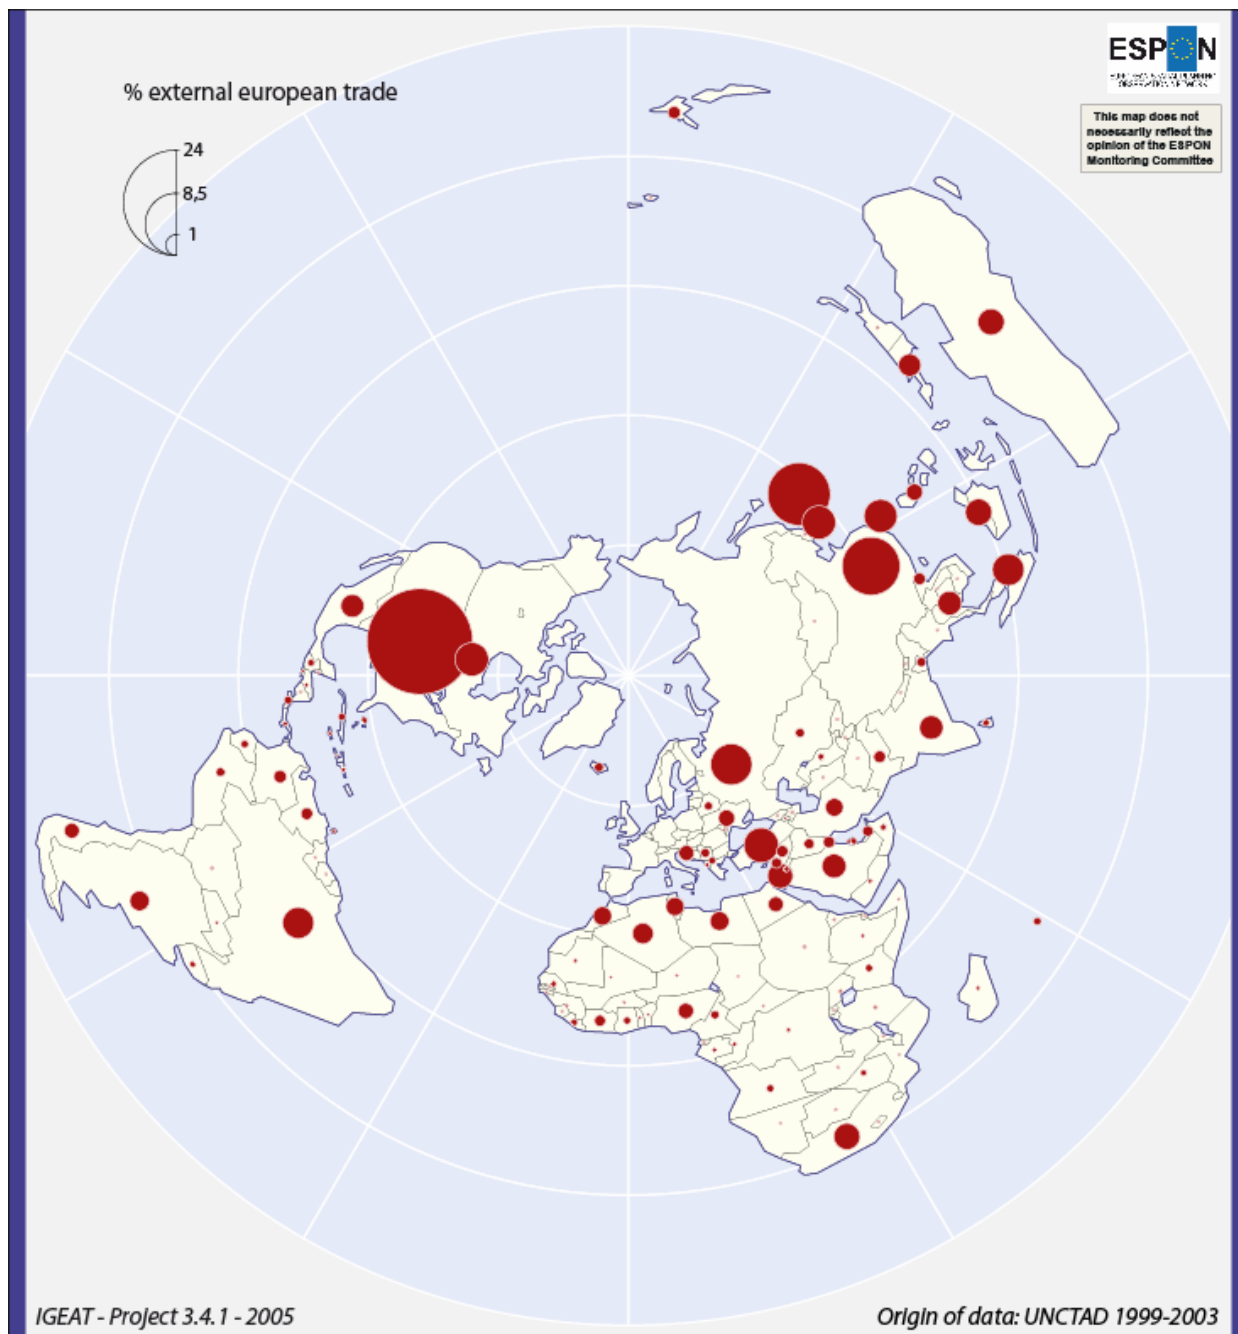 ESPON
% external european trade
24
8,5
1
This map does not
necessarily reflect the
opinion of the ESPON
Monitoring Committee
IGEAT - Project 3.4.1 - 2005
Origin of data: UNCTAD 1999-2003